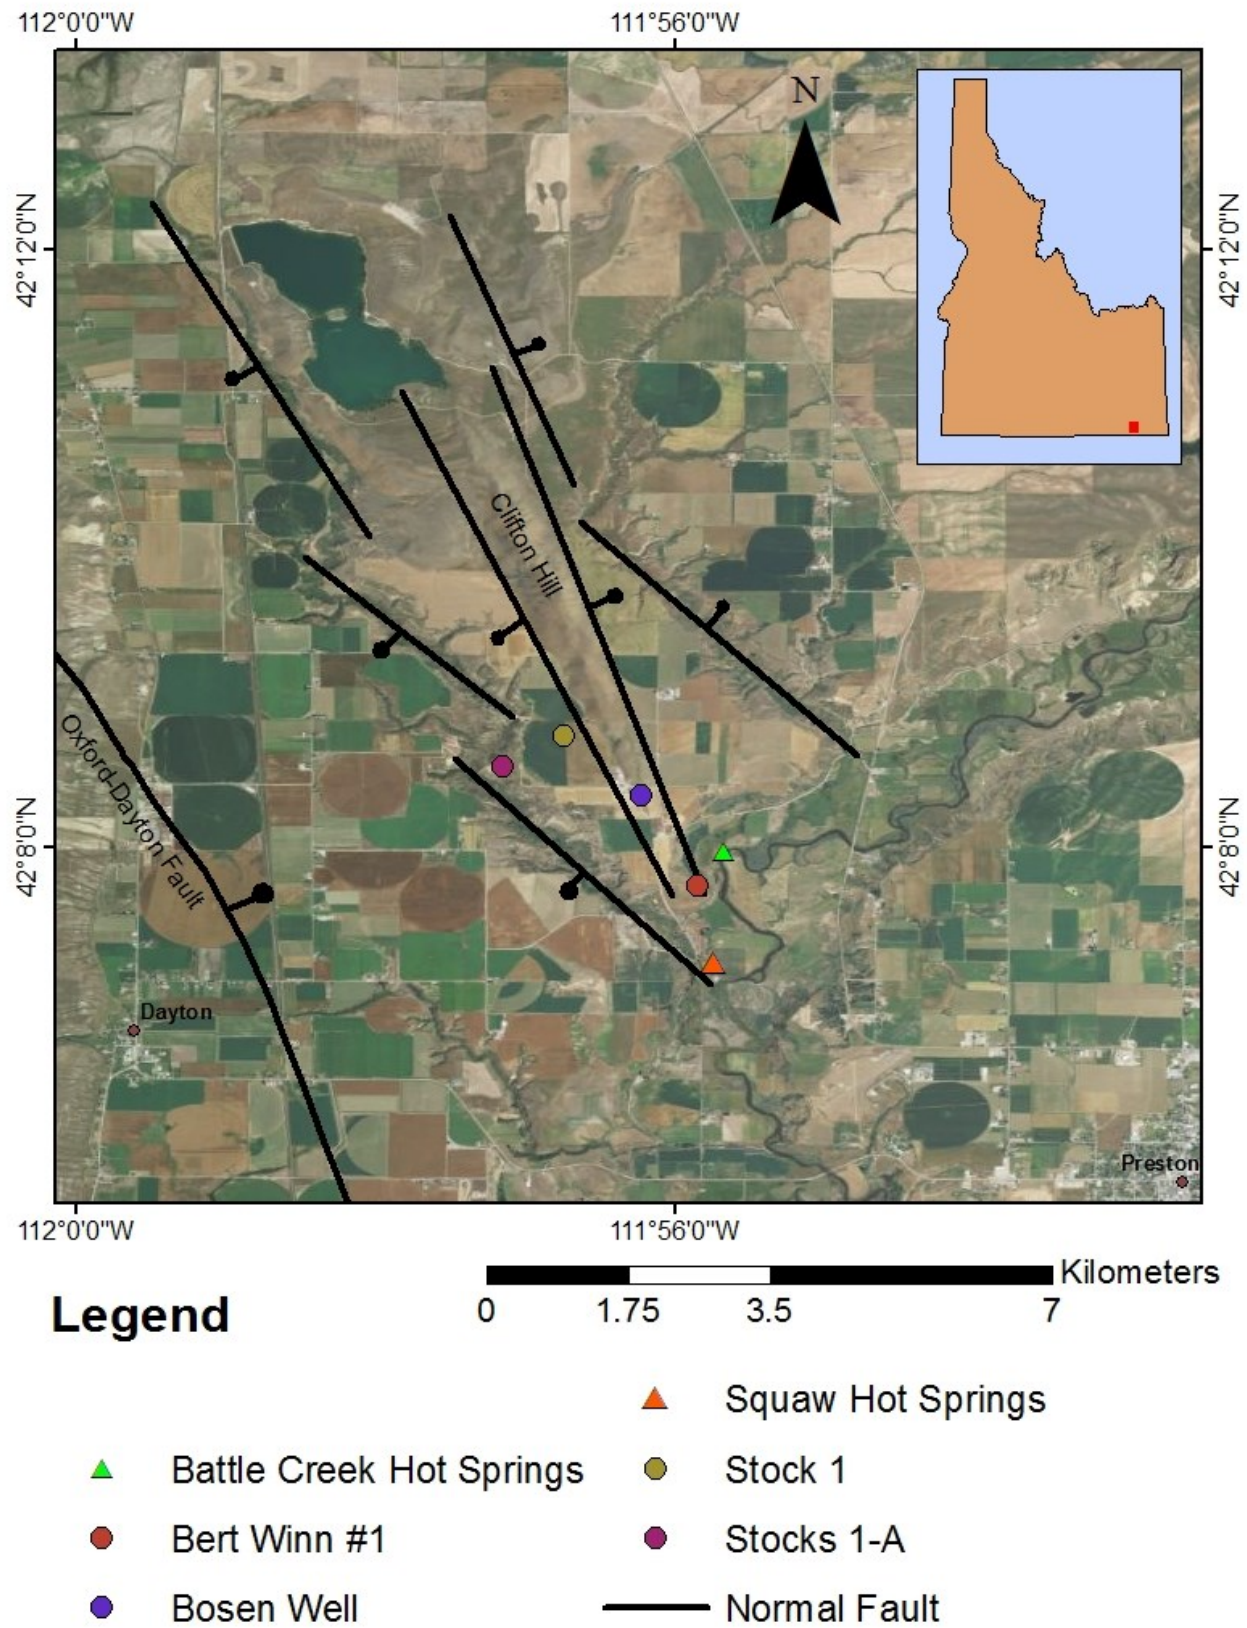 112°0'0"W
111°56'0"W
N
42°12'0"N
42°12'0"N
Clifton Hill
Oxford-Dayton Fault
42°8'0"N
42°8'0"N
Dayton
Preston
112°0'0"W
111°56'0"W
Kilometers
0 1.75 3.5 7
Legend
Squaw Hot Springs
Battle Creek Hot Springs
Stock 1
Bert Winn #1
Stocks 1-A
Bosen Well
Normal Fault